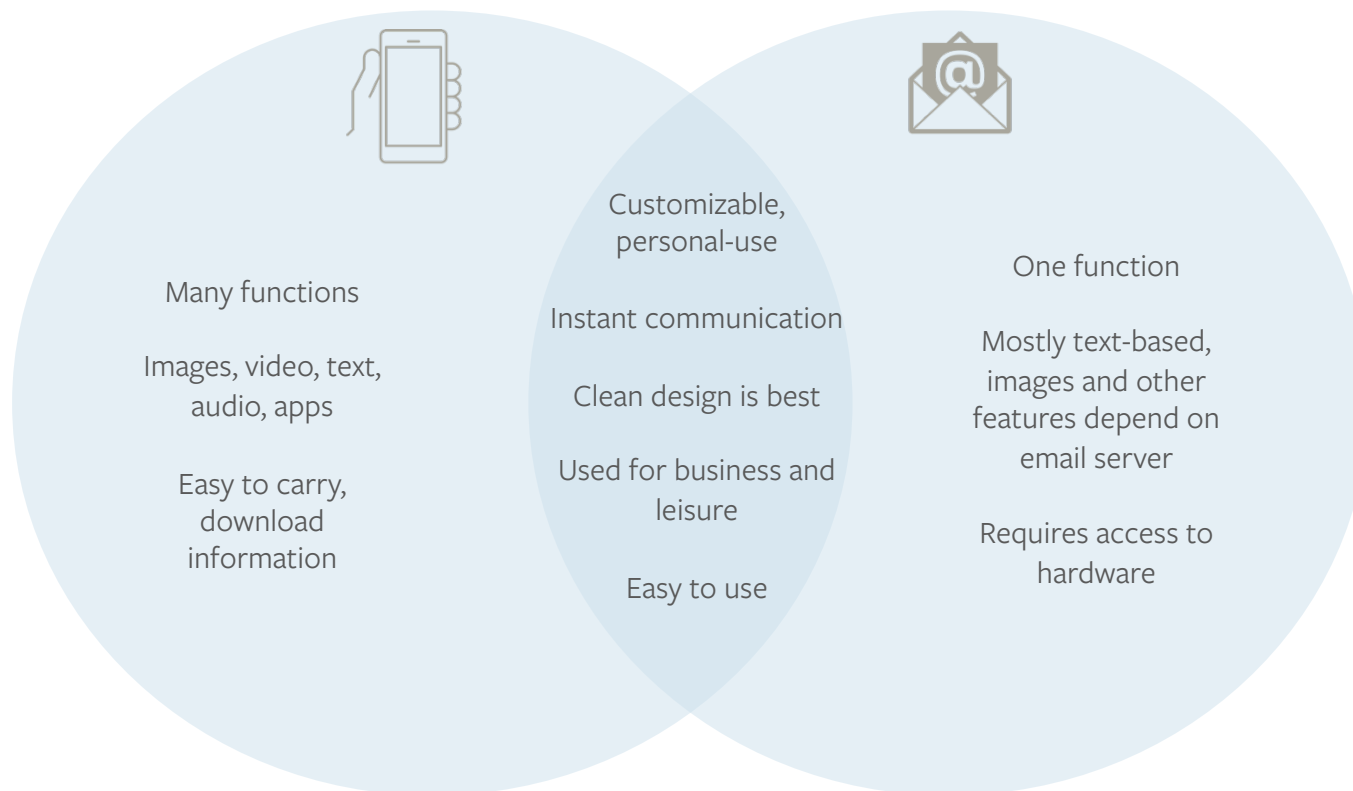 @
Many functions
Images, video, text,
audio, apps
Easy to carry,
download
information
Customizable,
personal-use
Instant communication
Clean design is best
Used for business and
leisure
Easy to use
One function
Mostly text-based,
images and other
features depend on
email server
Requires access to
hardware